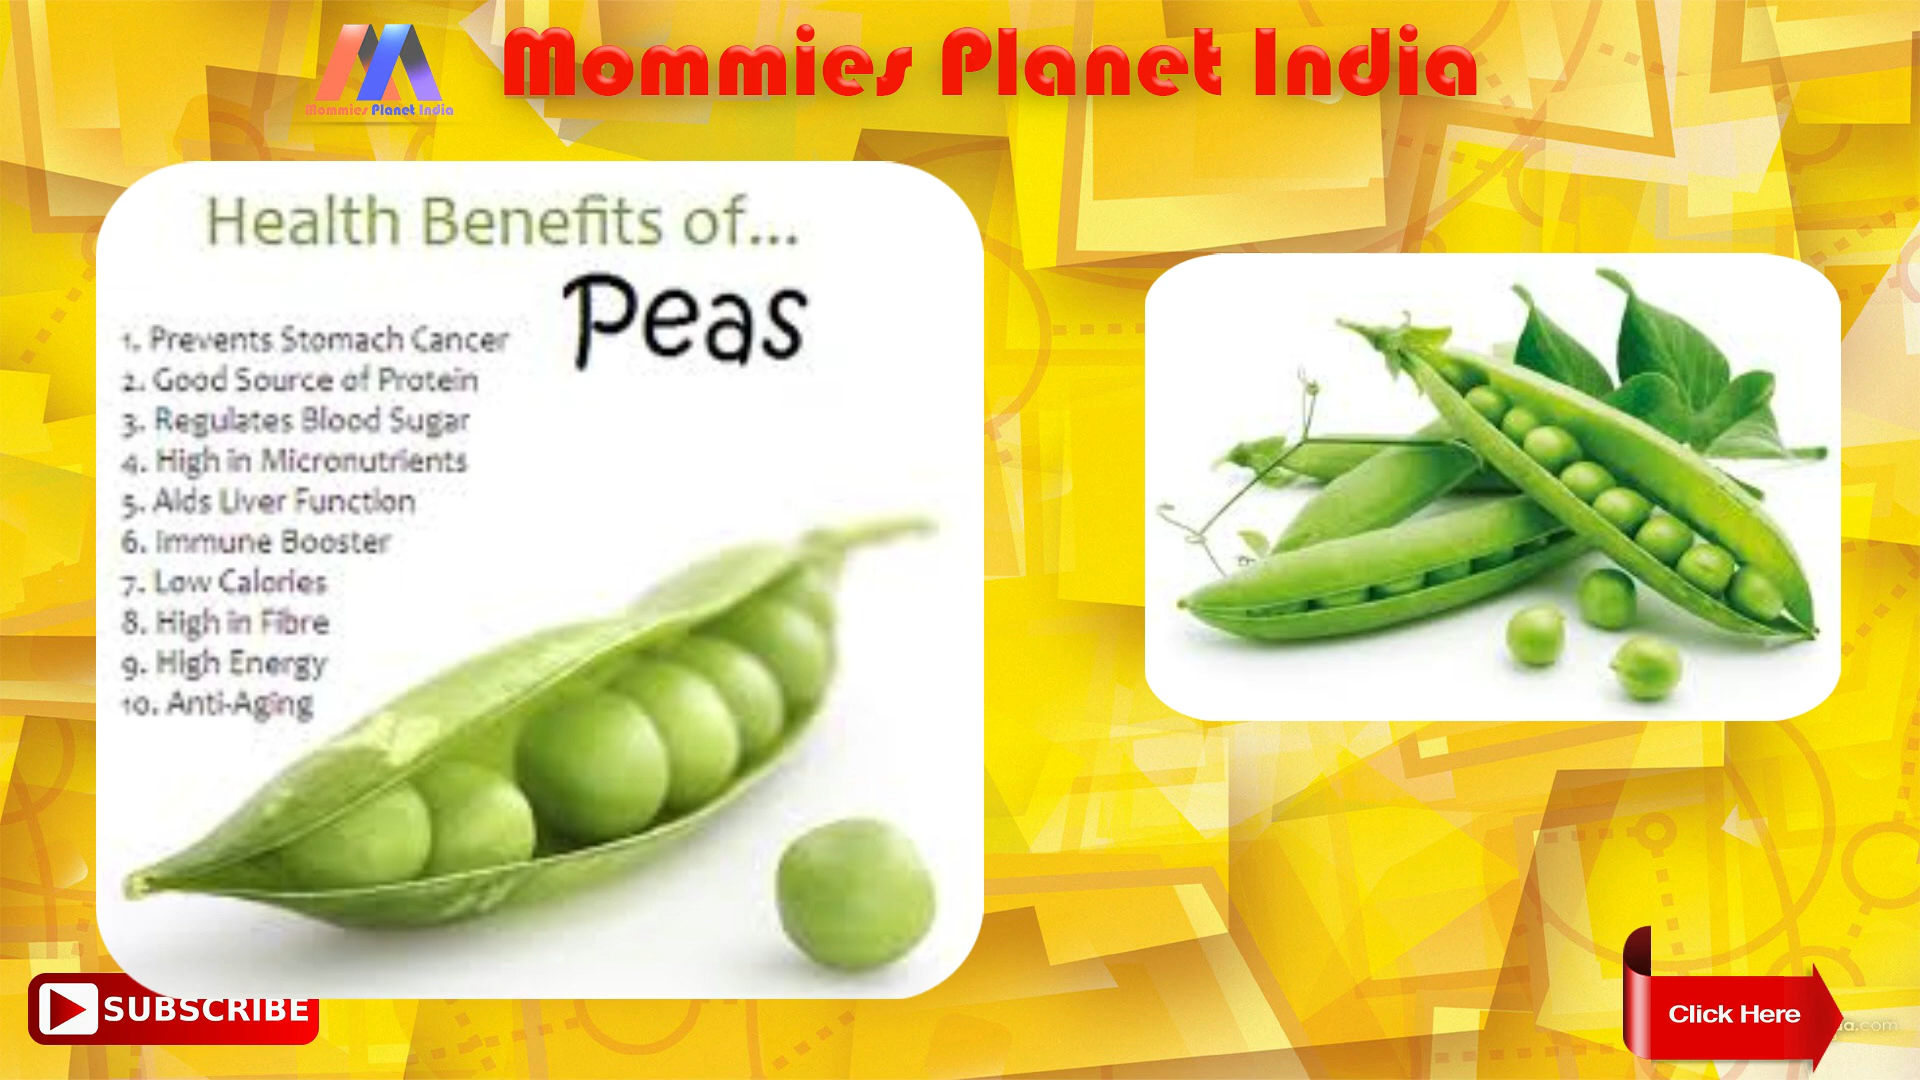 Mommies Planet India
Mommies Planet India
Health Benefits of...
Peas
1. Prevents Stomach Cancer
2. Good Source of Protein
3. Regulates Blood Sugar
4. High in Micronutrients
5. Aids Liver Function
6. Immune Booster
7. Low Calories
8. High in Fibre
9. High Energy
10. Anti-Aging
SUBSCRIBE
Click Here